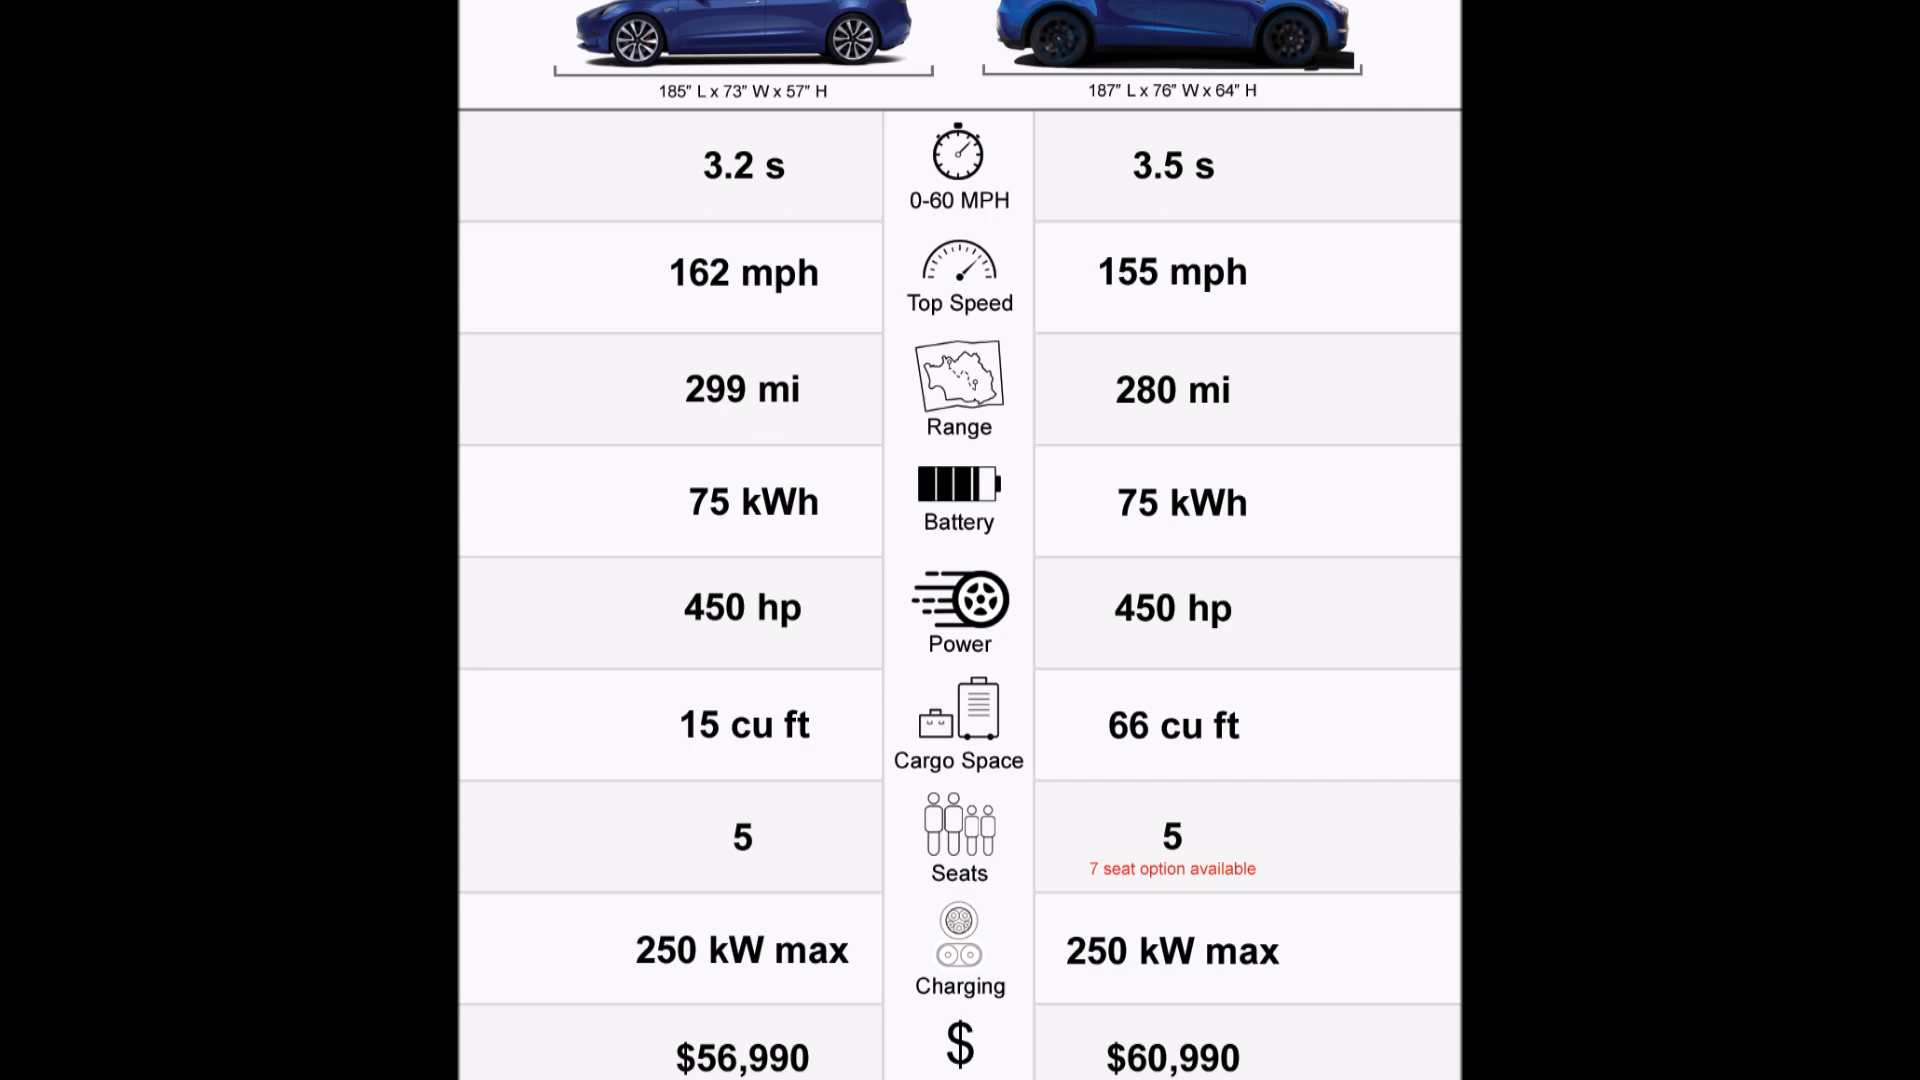 185" L x 73" W x 57" H
187" L x 76" W x 64" H
3.2 s
0-60 MPH
3.5 s
162 mph
Top Speed
155 mph
299 mi
Range
280 mi
75 kWh
Battery
75 kWh
450 hp
Power
450 hp
15 cu ft
Cargo Space
66 cu ft
5
Seats
5
7 seat option available
250 kW max
Charging
250 kW max
$56,990
$
$60,990